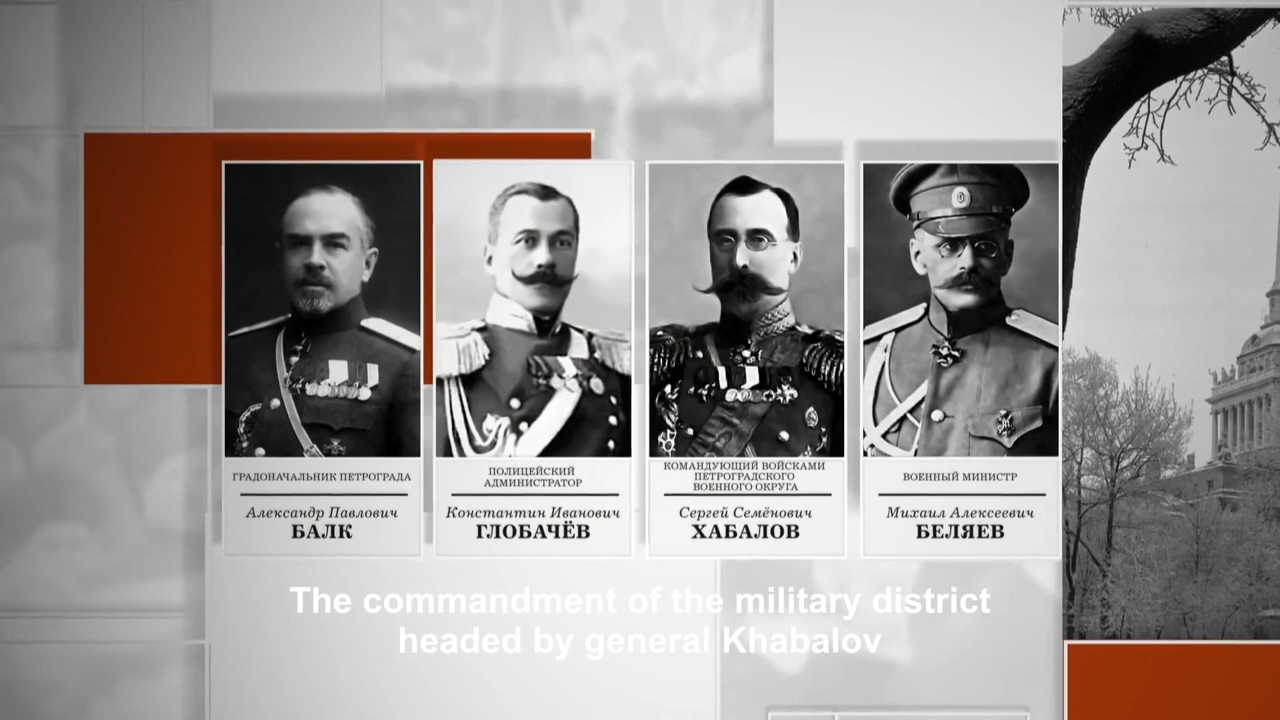 ГРАДОНАЧАЛЬНИК ПЕТРОГРАДА
Александр Павлович
БАЛК
ПОЛИЦЕЙСКИЙ
АДМИНИСТРАТОР
Константин Иванович
ГЛОБАЧЁВ
КОМАНДУЮЩИЙ ВОЙСКАМИ
ПЕТРОГРАДСКОГО
ВОЕННОГО ОКРУГА
Сергей Семёнович
ХАБАЛОВ
ВОЕННЫЙ МИНИСТР
Михаил Алексеевич
БЕЛЯЕВ
The commandment of the military district
headed by general Khabalov